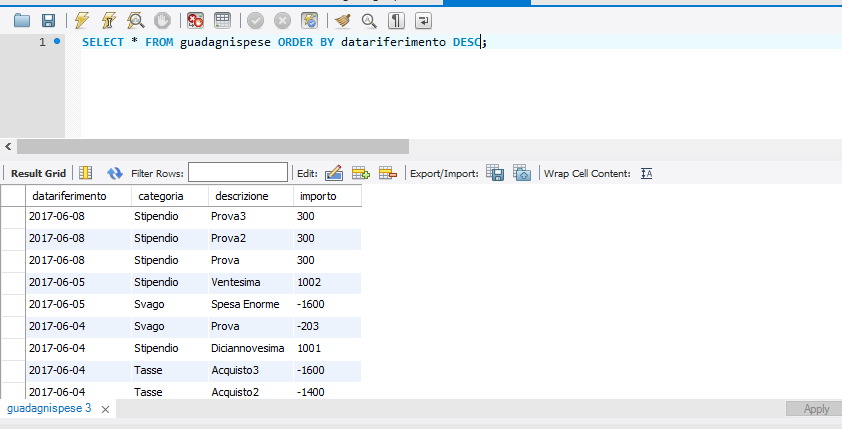 1 SELECT * FROM guadagnispese ORDER BY datariferimento DESC;
Result Grid Filter Rows: Edit: Export/Import: Wrap Cell Content: IA
datariferimento categoria descrizione importo
2017-06-08 Stipendio Prova3 300
2017-06-08 Stipendio Prova2 300
2017-06-08 Stipendio Prova 300
2017-06-05 Stipendio Ventesima 1002
2017-06-05 Svago Spesa Enorme -1600
2017-06-04 Svago Prova -203
2017-06-04 Stipendio Diciannovesima 1001
2017-06-04 Tasse Acquisto3 -1600
2017-06-04 Tasse Acquisto2 -1400
guadagnispese 3 Apply